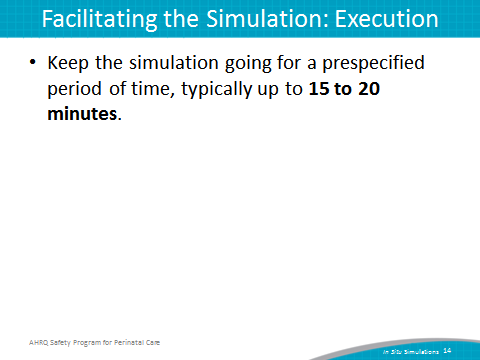 Facilitating the Simulation: Execution
• Keep the simulation going for a prespecified
period of time, typically up to 15 to 20
minutes.
AHRQ Safety Program for Perinatal Care
In Situ Simulations 14